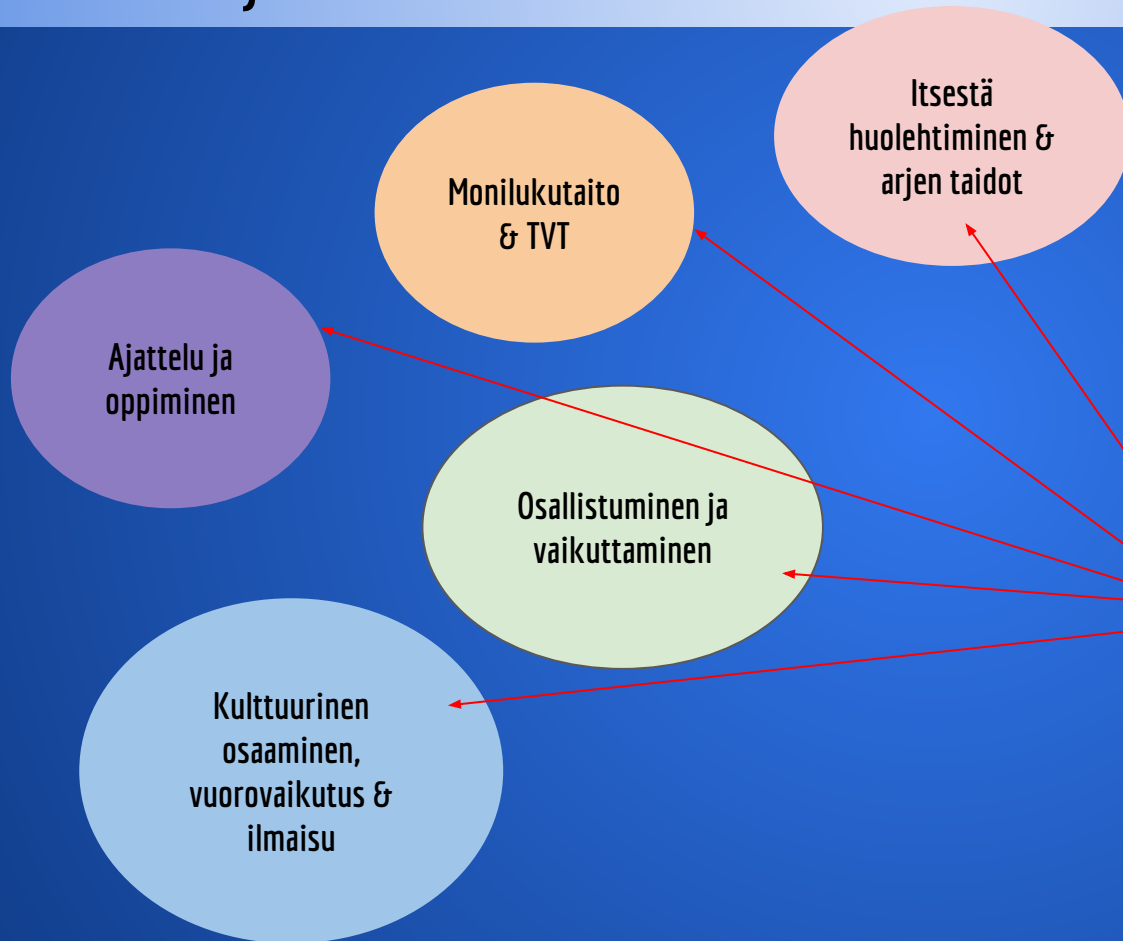 Itsestä
huolehtiminen &
arjen taidot
Monilukutaito
& TVT
Ajattelu ja
oppiminen
Osallistuminen ja
vaikuttaminen
Kulttuurinen
osaaminen,
vuorovaikutus &
ilmaisu